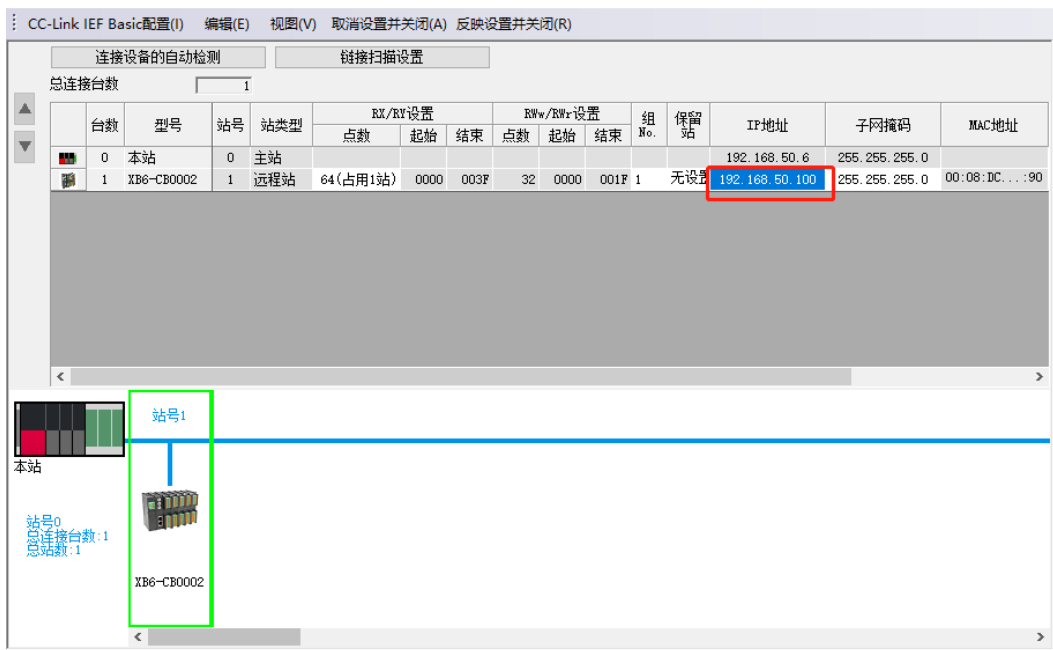 CC-Link IEF Basic配置(I) 编辑(E) 视图(V) 取消设置并关闭(A) 反映设置并关闭(R)
连接设备的自动检测 链接扫描设置
总连接台数 1
台数 型号 站号 站类型 RX/RY设置 RWw/RWr设置 组No. 保留站 IP地址 子网掩码 MAC地址
点数 起始 结束 点数 起始 结束
0 本站 0 主站 192.168.50.6 255.255.255.0
1 XB6-CB0002 1 远程站 64(占用1站) 0000 003F 32 0000 001F 1 无设置 192.168.50.100 255.255.255.0 00:08:DC...:90
站号1
本站
站号0
总连接台数:1
总站数:1
XB6-CB0002